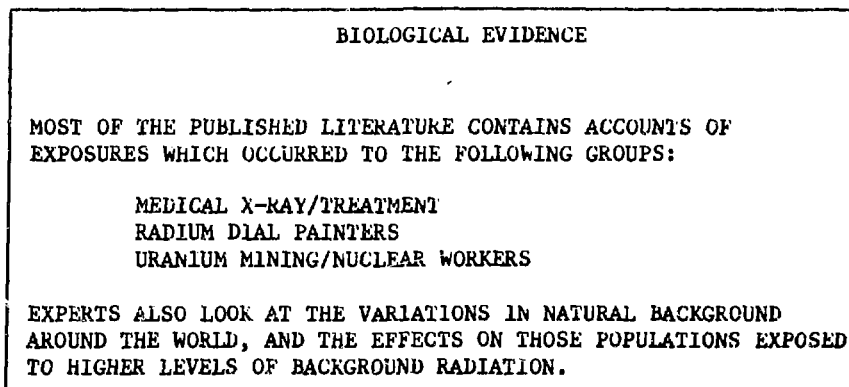 BIOLOGICAL EVIDENCE
MOST OF THE PUBLISHED LITERATURE CONTAINS ACCOUNTS OF
EXPOSURES WHICH OCCURRED TO THE FOLLOWING GROUPS:
MEDICAL X-RAY/TREATMENT
RADIUM DIAL PAINTERS
URANIUM MINING/NUCLEAR WORKERS
EXPERTS ALSO LOOK AT THE VARIATIONS IN NATURAL BACKGROUND
AROUND THE WORLD, AND THE EFFECTS ON THOSE POPULATIONS EXPOSED
TO HIGHER LEVELS OF BACKGROUND RADIATION.